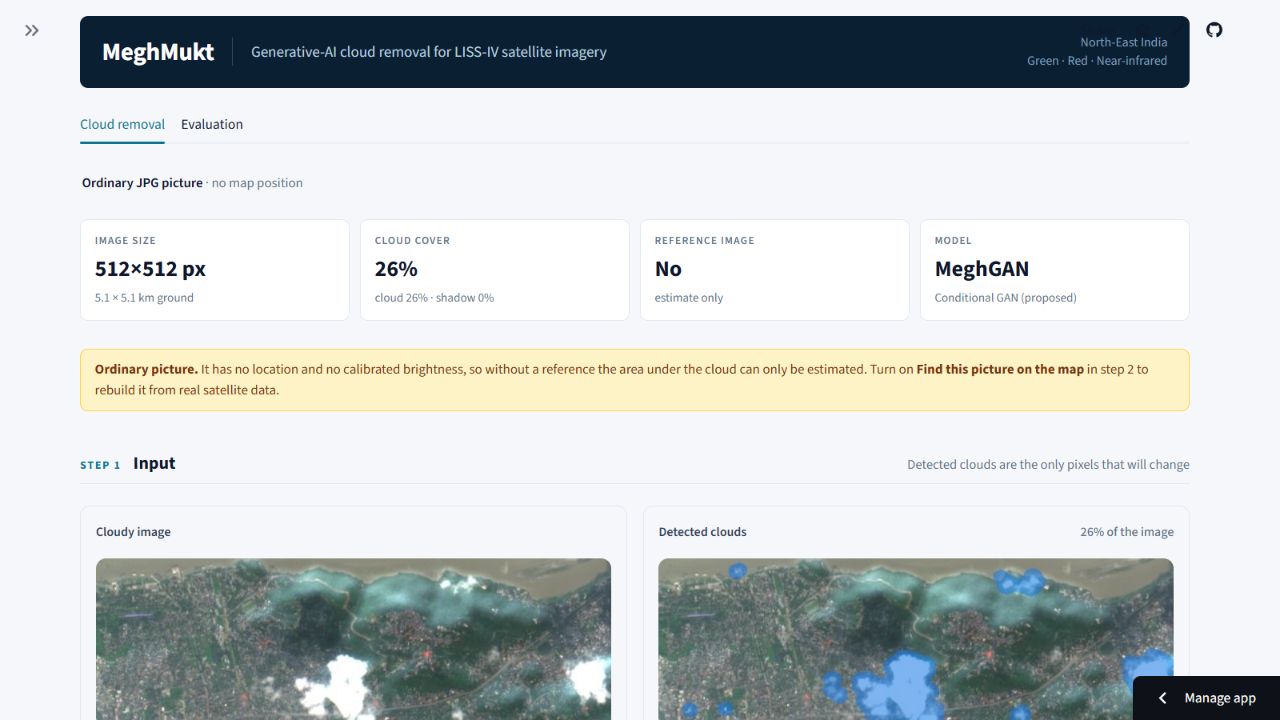 MeghMukt
Generative-AI cloud removal for LISS-IV satellite imagery
North-East India
Green · Red · Near-infrared
Cloud removal
Evaluation
Ordinary JPG picture · no map position
IMAGE SIZE
512×512 px
5.1 × 5.1 km ground
CLOUD COVER
26%
cloud 26% · shadow 0%
REFERENCE IMAGE
No
estimate only
MODEL
MeghGAN
Conditional GAN (proposed)
Ordinary picture. It has no location and no calibrated brightness, so without a reference the area under the cloud can only be estimated. Turn on Find this picture on the map in step 2 to
rebuild it from real satellite data.
STEP 1 Input
Detected clouds are the only pixels that will change
Cloudy image
Detected clouds
26% of the image
Manage app